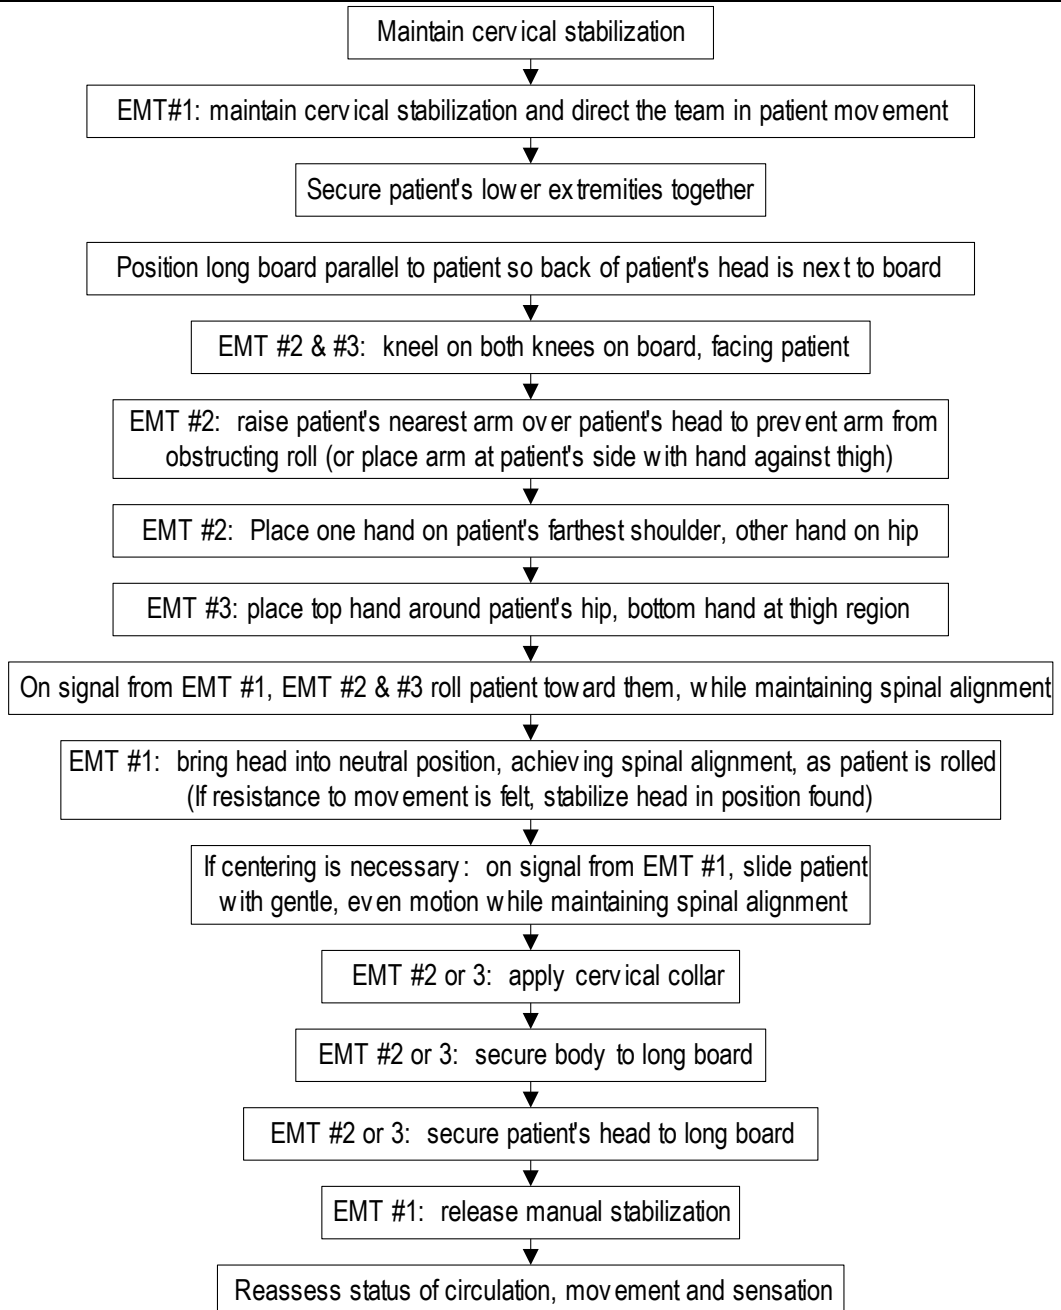 Maintain cervical stabilization
EMT#1: maintain cervical stabilization and direct the team in patient movement
Secure patient's lower extremities together
Position long board parallel to patient so back of patient's head is next to board
EMT #2 & #3: kneel on both knees on board, facing patient
EMT #2: raise patient's nearest arm over patient's head to prevent arm from
obstructing roll (or place arm at patient's side with hand against thigh)
EMT #2: Place one hand on patient's farthest shoulder, other hand on hip
EMT #3: place top hand around patient's hip, bottom hand at thigh region
On signal from EMT #1, EMT #2 & #3 roll patient toward them, while maintaining spinal alignment
EMT #1: bring head into neutral position, achieving spinal alignment, as patient is rolled
(If resistance to movement is felt, stabilize head in position found)
If centering is necessary: on signal from EMT #1, slide patient
with gentle, even motion while maintaining spinal alignment
EMT #2 or 3: apply cervical collar
EMT #2 or 3: secure body to long board
EMT #2 or 3: secure patient's head to long board
EMT #1: release manual stabilization
Reassess status of circulation, movement and sensation